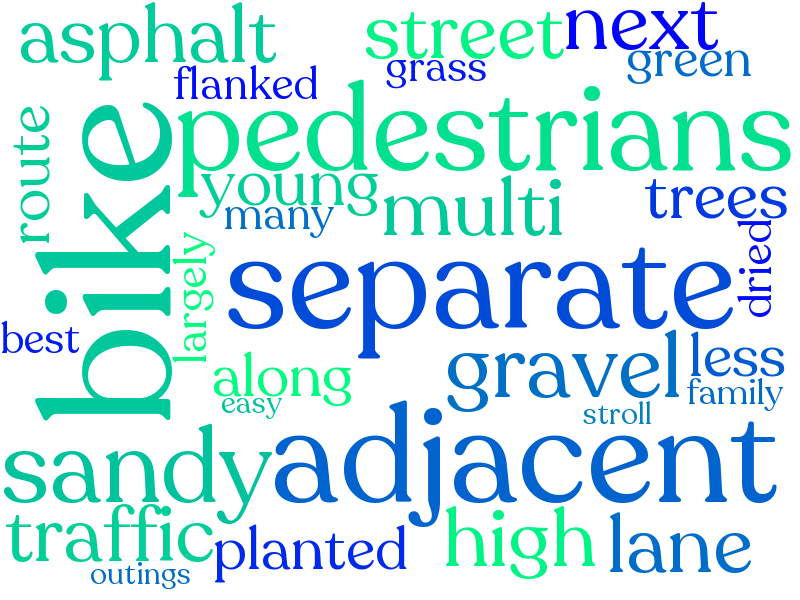 asphalt
street
next
flanked
grass
green
route
bike
pedestrians
young
many
multi
trees
largely
separate
dried
best
along
easy
gravel
less
family
stroll
sandy
adjacent
traffic
planted
high
lane
outings